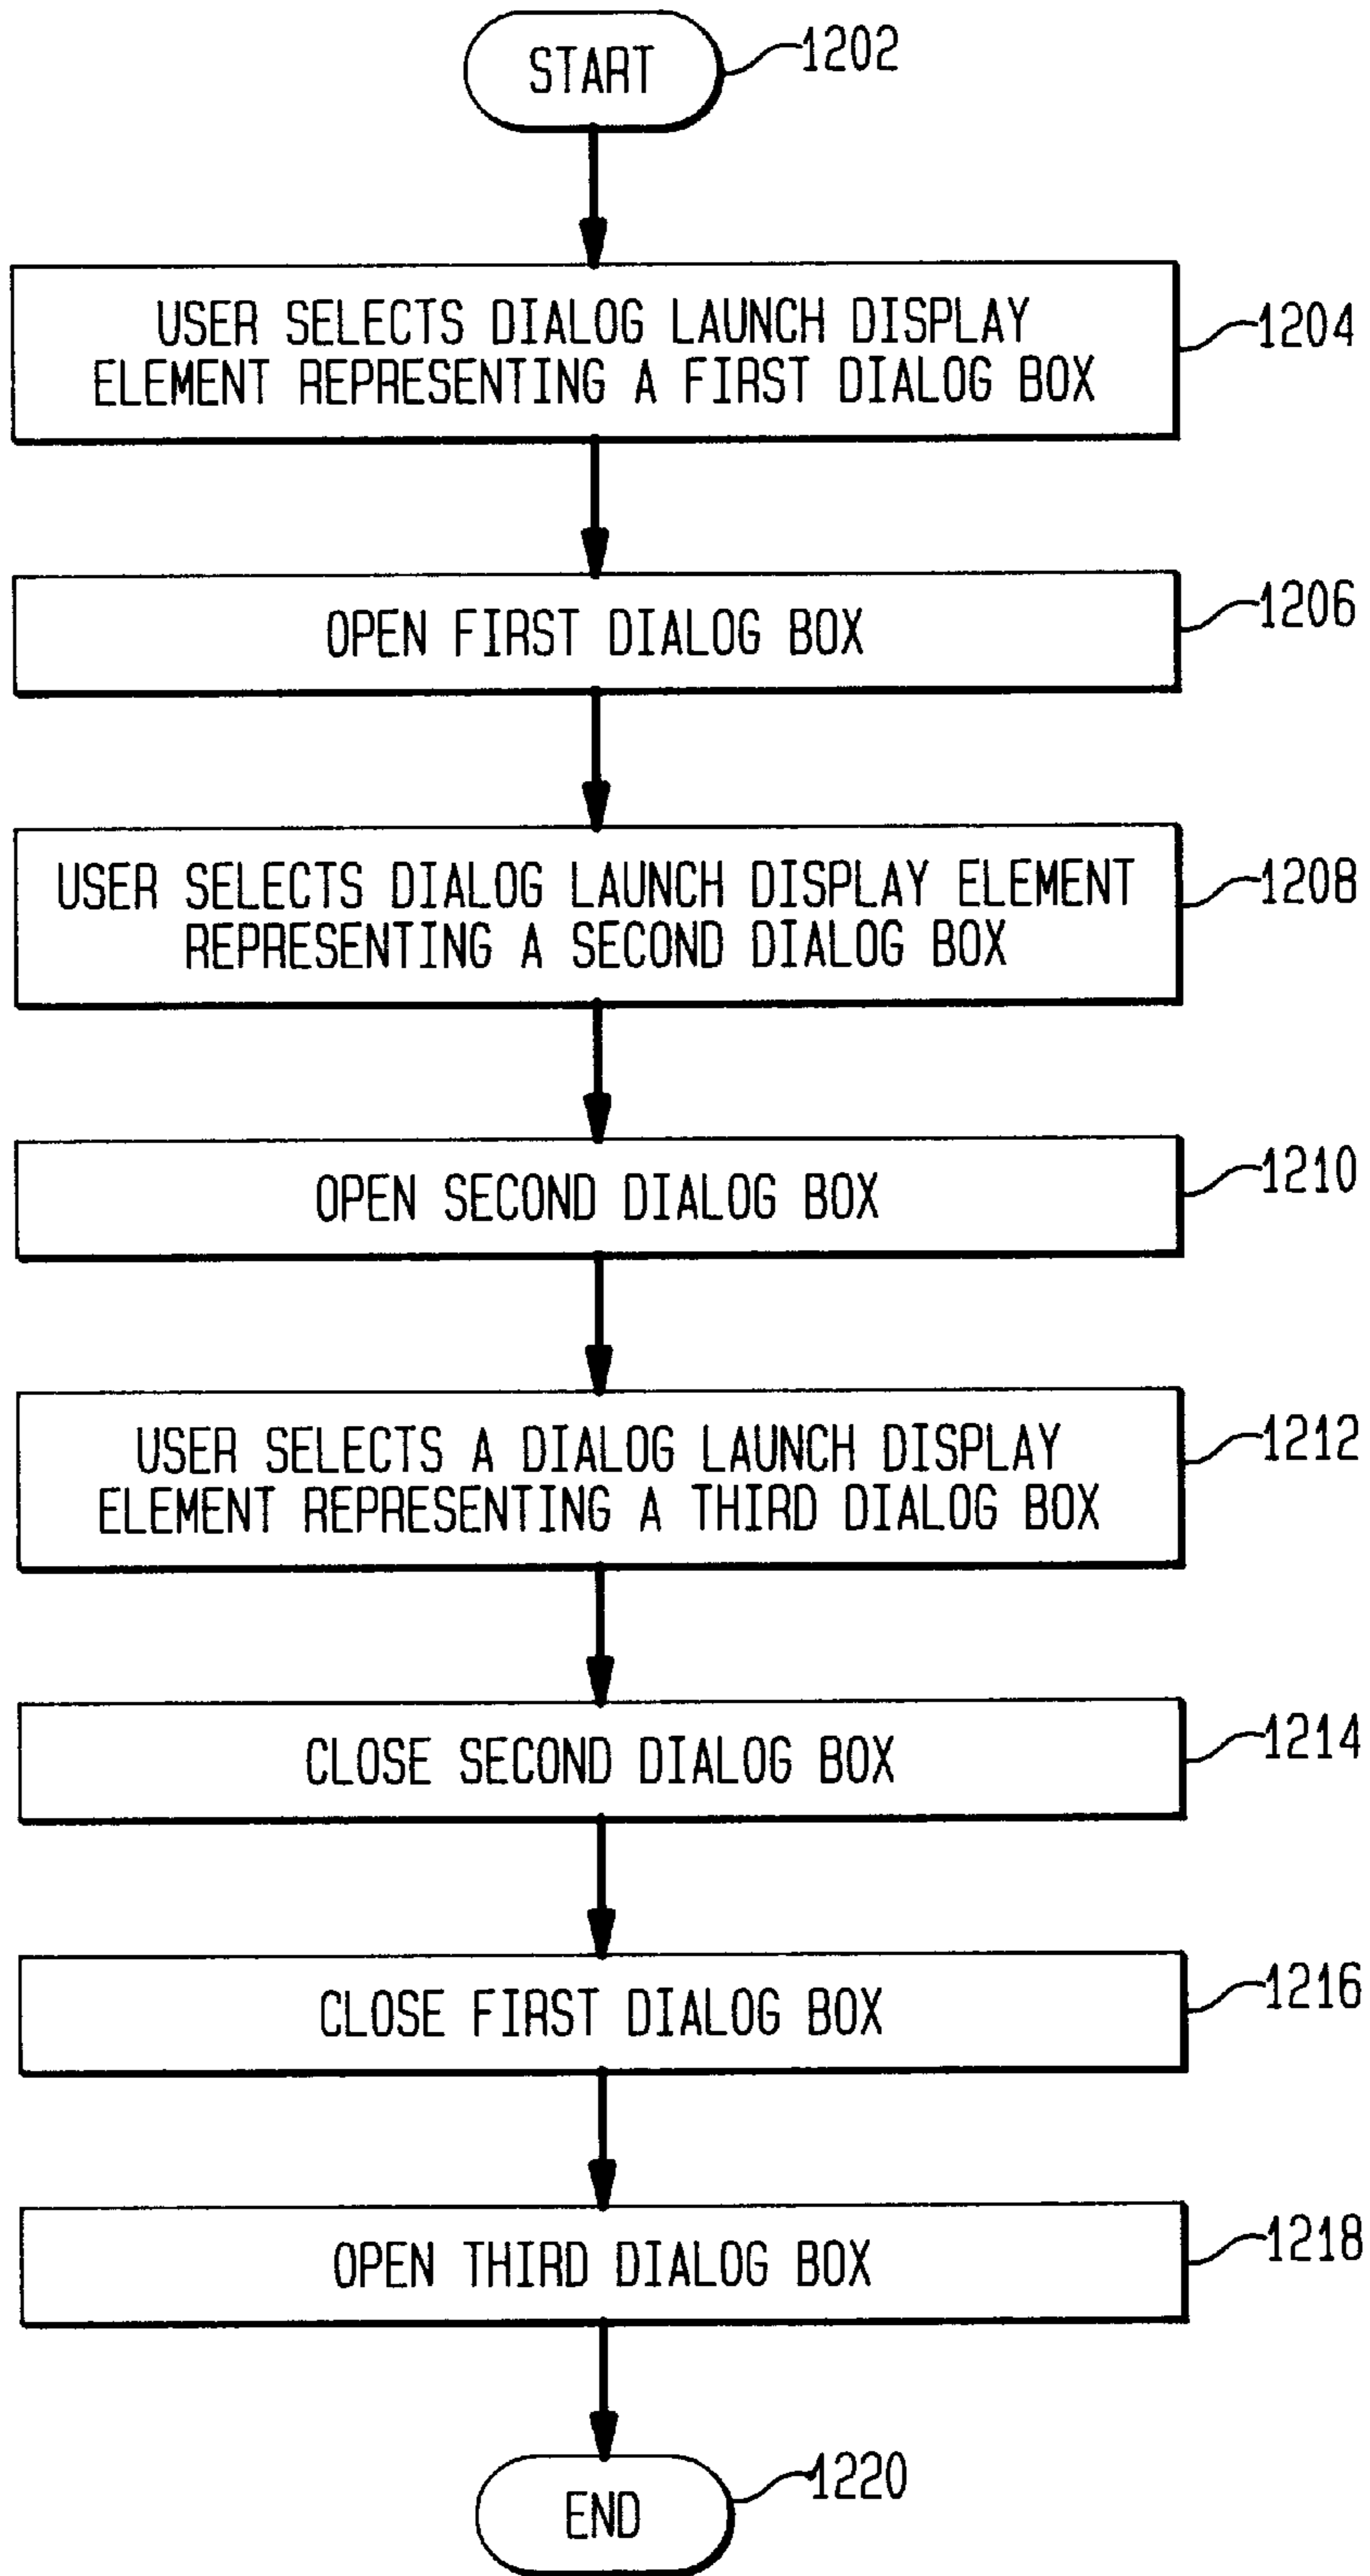 START
1202
USER SELECTS DIALOG LAUNCH DISPLAY
ELEMENT REPRESENTING A FIRST DIALOG BOX
1204
OPEN FIRST DIALOG BOX
1206
USER SELECTS DIALOG LAUNCH DISPLAY ELEMENT
REPRESENTING A SECOND DIALOG BOX
1208
OPEN SECOND DIALOG BOX
1210
USER SELECTS A DIALOG LAUNCH DISPLAY
ELEMENT REPRESENTING A THIRD DIALOG BOX
1212
CLOSE SECOND DIALOG BOX
1214
CLOSE FIRST DIALOG BOX
1216
OPEN THIRD DIALOG BOX
1218
END
1220